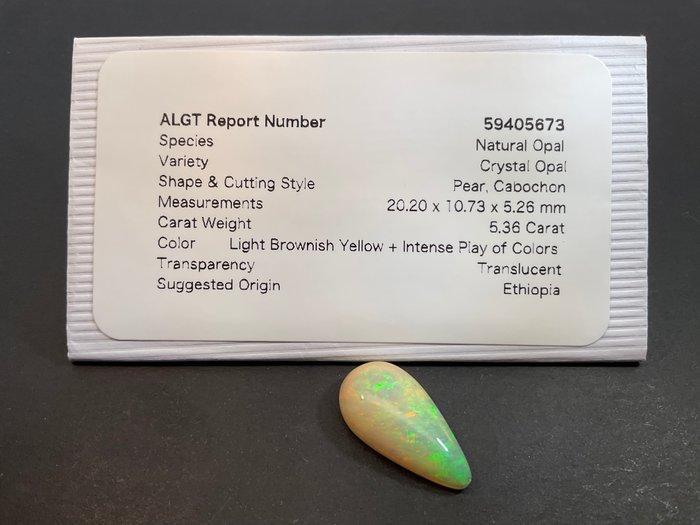 ALGT Report Number 59405673
Species Natural Opal
Variety Crystal Opal
Shape & Cutting Style Pear, Cabochon
Measurements 20.20 x 10.73 x 5.26 mm
Carat Weight 5.36 Carat
Color Light Brownish Yellow + Intense Play of Colors
Transparency Translucent
Suggested Origin Ethiopia